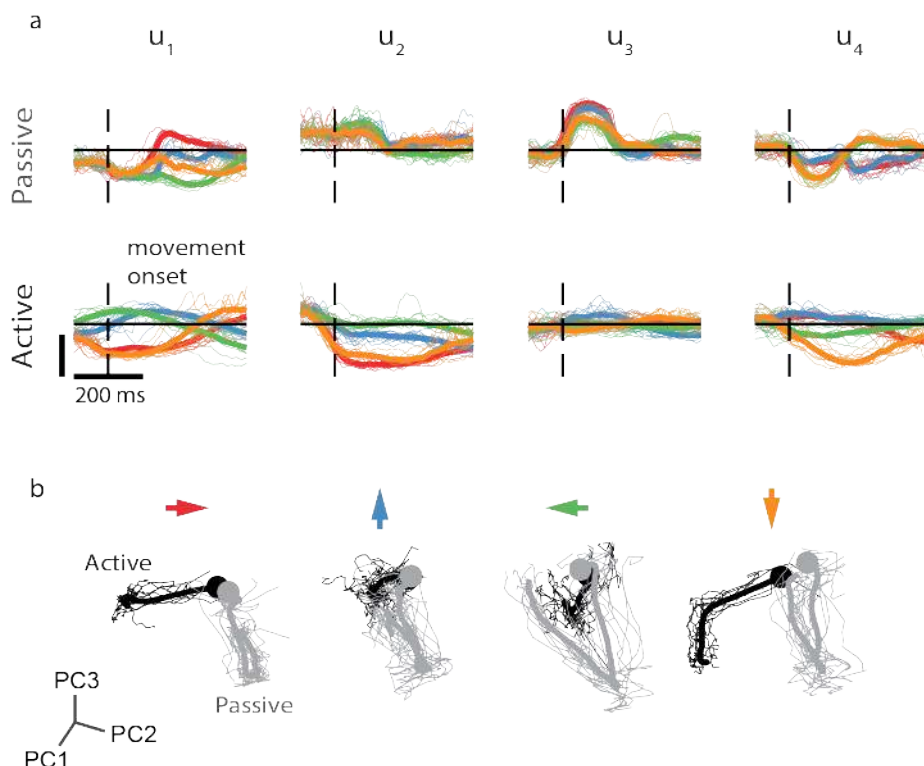 a
u1 u2 u3 u4
Passive
movement
onset
Active
200 ms
b
Active
Passive
PC3
PC2
PC1